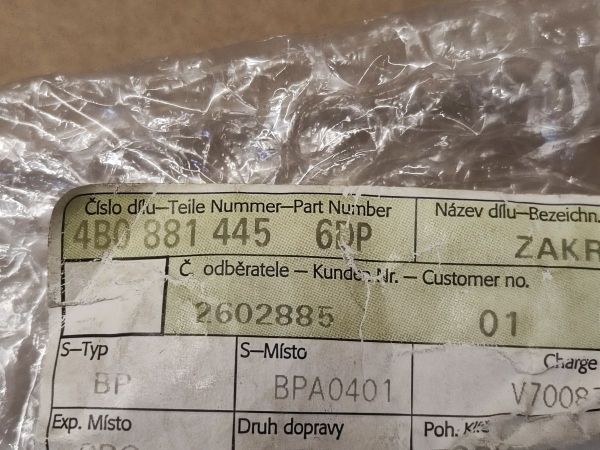 Číslo dílu–Teile Nummer–Part Number
Název dílu–Bezeichn.
4B0 881 445 6DP
ZAKR
Č. odběratele – Kunden Nr. – Customer no.
2602885 01
S–Typ
S–Místo
Charge
BP
BPA0401
V70087
Exp. Místo
Druh dopravy
Poh.